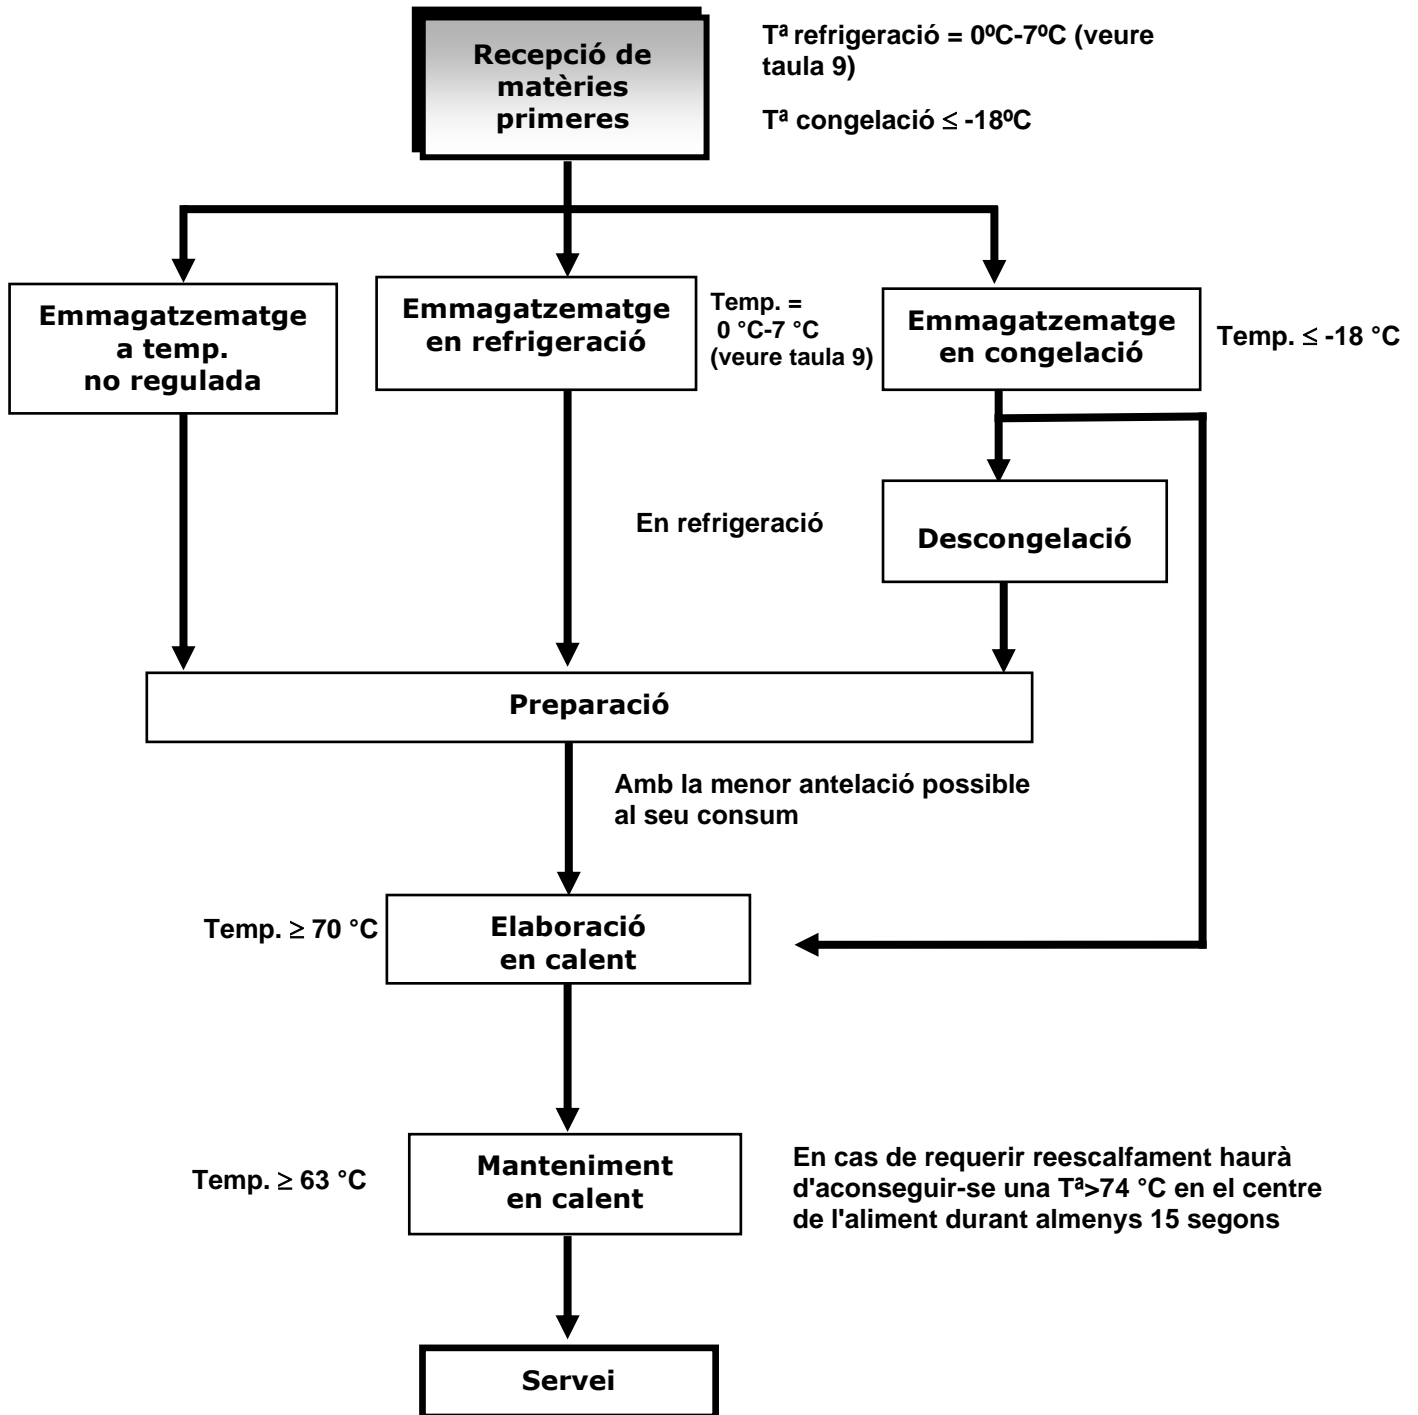 Recepció de
matèries
primeres
Tª refrigeració = 0ºC-7ºC (veure
taula 9)
Tª congelació ≤ -18ºC
Emmagatzematge
a temp.
no regulada
Emmagatzematge
en refrigeració
Temp. =
0 °C-7 °C
(veure taula 9)
Emmagatzematge
en congelació
Temp. ≤ -18 °C
En refrigeració
Descongelació
Preparació
Amb la menor antelació possible
al seu consum
Temp. ≥ 70 °C
Elaboració
en calent
Temp. ≥ 63 °C
Manteniment
en calent
En cas de requerir reescalfament haurà
d'aconseguir-se una Tª>74 °C en el centre
de l'aliment durant almenys 15 segons
Servei